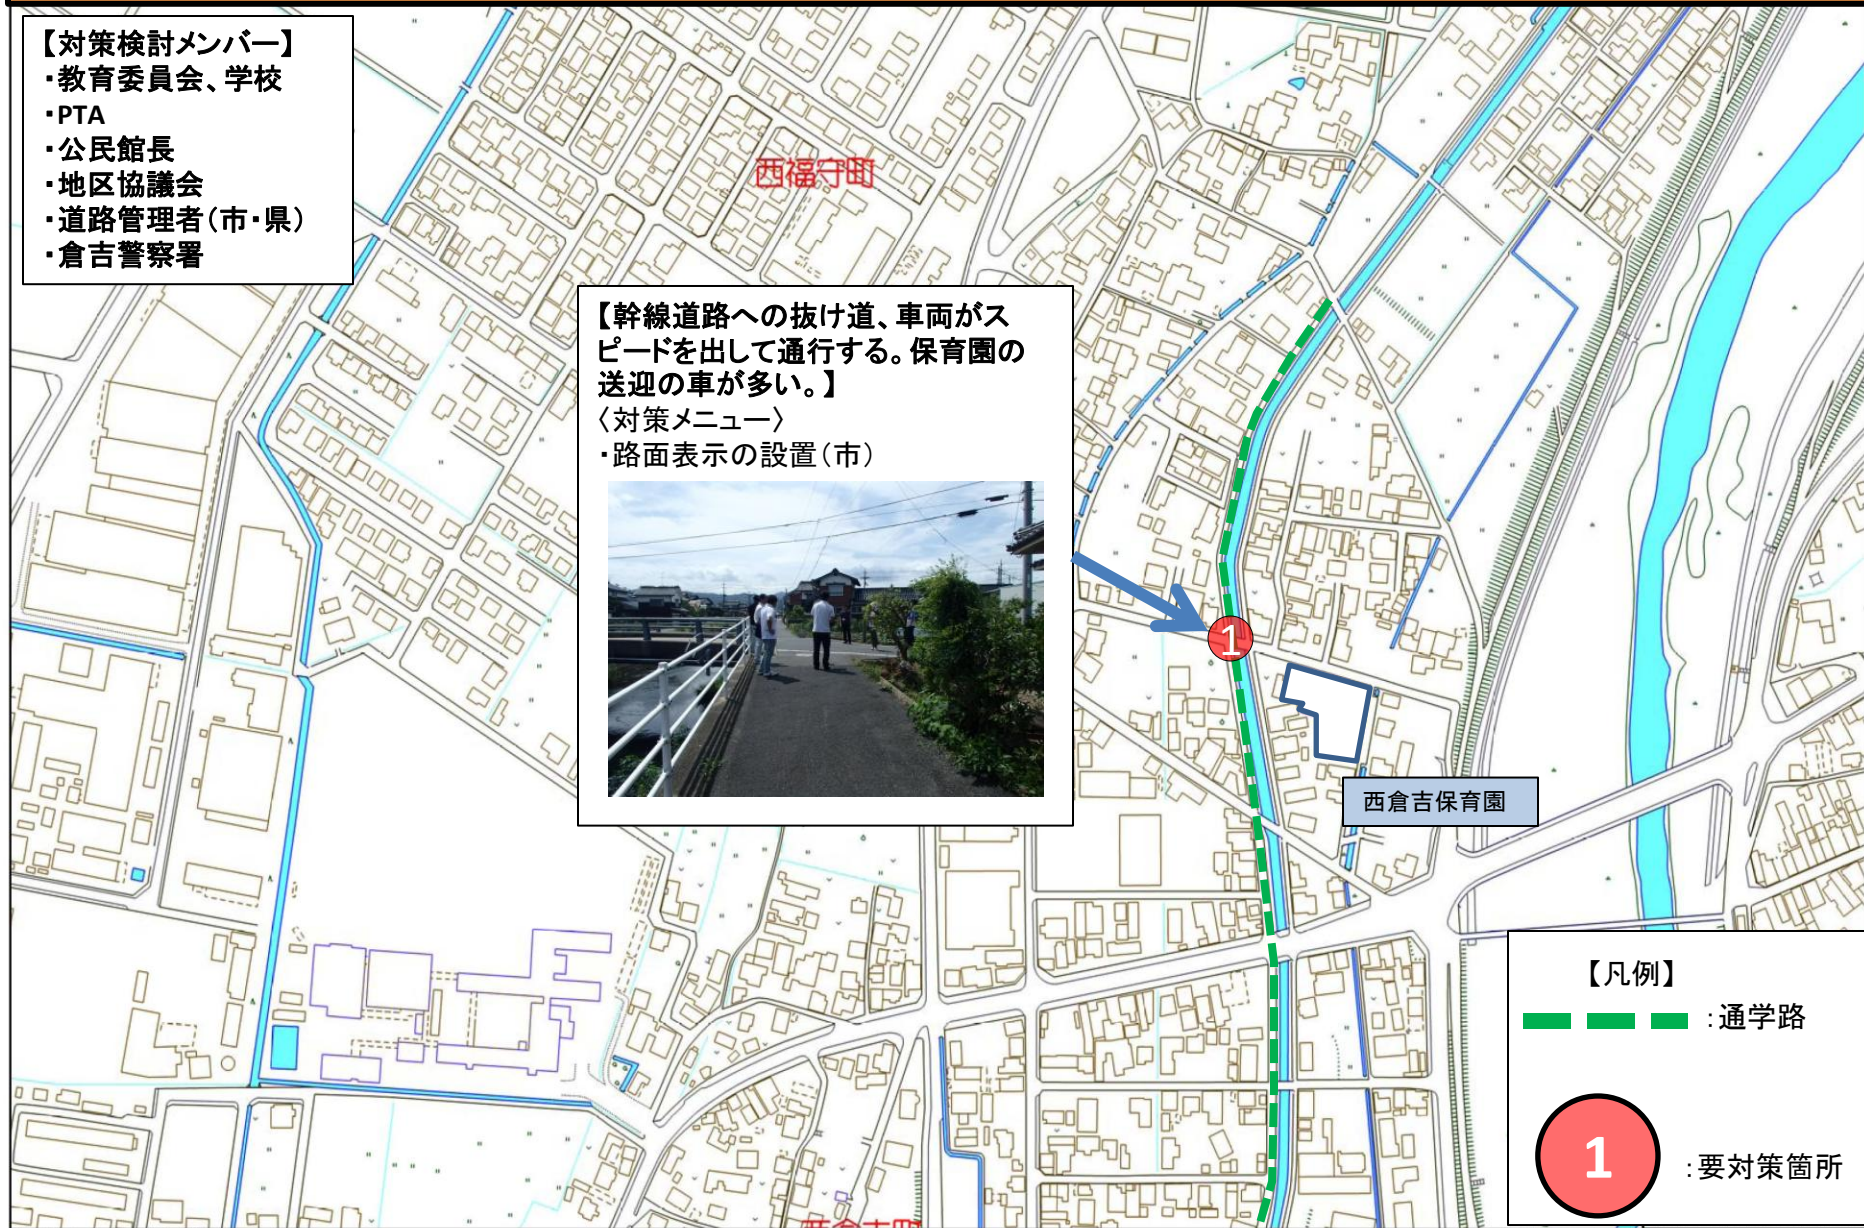 【対策検討メンバー】
・教育委員会、学校
・PTA
・公民館長
・地区協議会
・道路管理者（市・県）
・倉吉警察署
西福守町
【幹線道路への抜け道、車両がス
ピードを出して通行する。保育園の
送迎の車が多い。】
〈対策メニュー〉
・路面表示の設置（市）
1
西倉吉保育園
【凡例】
：通学路
1
：要対策箇所
西倉吉町